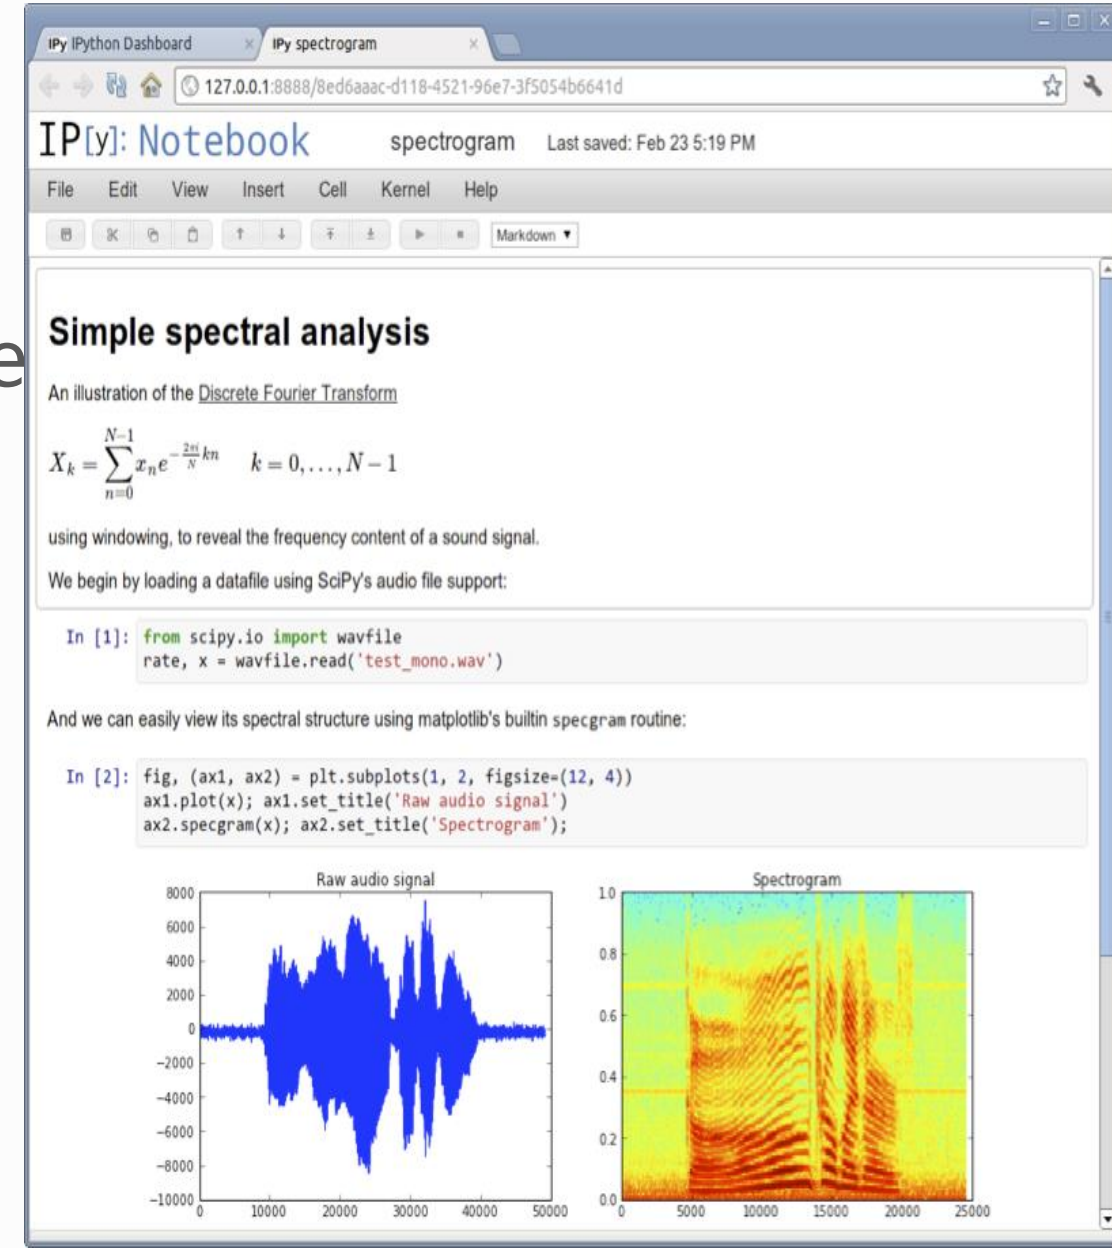 IPy IPython Dashboard
IPy spectrogram
127.0.0.1:8888/8ed6aaac-d118-4521-96e7-3f5054b6641d
IP[y]: Notebook spectrogram Last saved: Feb 23 5:19 PM
File Edit View Insert Cell Kernel Help
Markdown
e
Simple spectral analysis
An illustration of the Discrete Fourier Transform
X_k = \sum_{n=0}^{N-1} x_n e^{-\frac{2\pi i}{N} kn} k = 0, . . . , N − 1
using windowing, to reveal the frequency content of a sound signal.
We begin by loading a datafile using SciPy's audio file support:
In [1]: from scipy.io import wavfile
rate, x = wavfile.read('test_mono.wav')
And we can easily view its spectral structure using matplotlib's builtin specgram routine:
In [2]: fig, (ax1, ax2) = plt.subplots(1, 2, figsize=(12, 4))
ax1.plot(x); ax1.set_title('Raw audio signal')
ax2.specgram(x); ax2.set_title('Spectrogram');
Raw audio signal
8000
6000
4000
2000
0
−2000
−4000
−6000
−8000
−10000
0 10000 20000 30000 40000 50000
Spectrogram
1.0
0.8
0.6
0.4
0.2
0.0
0 5000 10000 15000 20000 25000